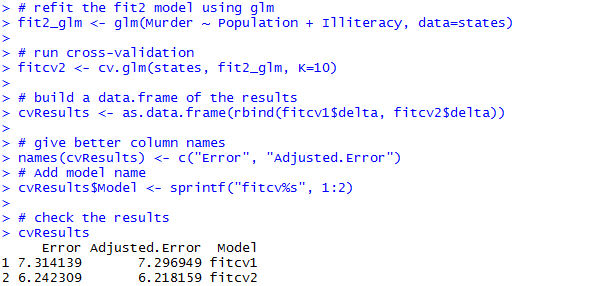 > # refit the fit2 model using glm
> fit2_glm <- glm(Murder ~ Population + Illiteracy, data=states)
>
> # run cross-validation
> fitcv2 <- cv.glm(states, fit2_glm, K=10)
>
> # build a data.frame of the results
> cvResults <- as.data.frame(rbind(fitcv1$delta, fitcv2$delta))
>
> # give better column names
> names(cvResults) <- c("Error", "Adjusted.Error")
> # Add model name
> cvResults$Model <- sprintf("fitcv%s", 1:2)
>
> # check the results
> cvResults
     Error Adjusted.Error  Model
1 7.314139       7.296949 fitcv1
2 6.242309       6.218159 fitcv2